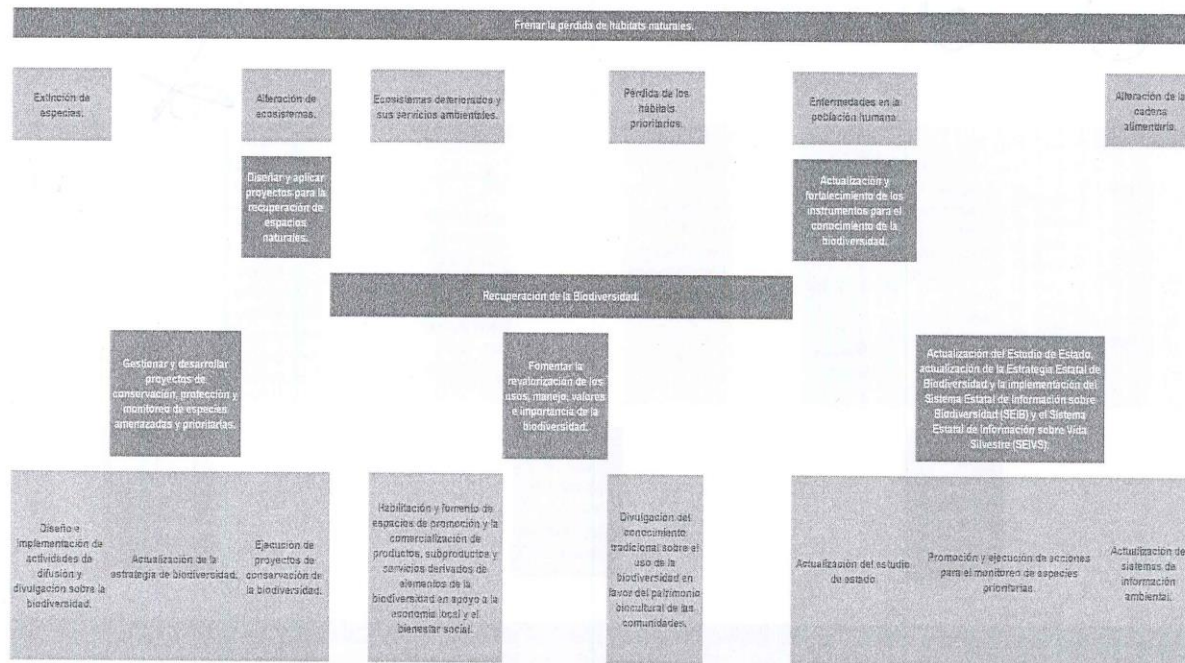 Frenar la pérdida de hábitats naturales.
Extinción de
especies.
Alteración de
ecosistemas.
Ecosistemas deteriorados y
sus servicios ambientales.
Pérdida de los
hábitats
prioritarios.
Enfermedades en la
población humana.
Alteración de la
cadena
alimentaria.
Diseñar y aplicar
proyectos para la
recuperación de
espacios
naturales.
Actualización y
fortalecimiento de los
instrumentos para el
conocimiento de la
biodiversidad.
Recuperación de la Biodiversidad.
Gestionar y desarrollar
proyectos de
conservación, protección y
monitoreo de especies
amenazadas y prioritarias.
Fomentar la
revalorización de los
usos, manejo, valores
e importancia de la
biodiversidad.
Actualización del Estudio de Estado,
actualización de la Estrategia Estatal de
Biodiversidad y la implementación del
Sistema Estatal de Información sobre
Biodiversidad (SEIB) y el Sistema
Estatal de Información sobre Vida
Silvestre (SEIVS).
Diseño e
implementación de
actividades de
difusión y
divulgación sobre la
biodiversidad.
Actualización de la
estrategia de biodiversidad.
Ejecución de
proyectos de
conservación de
la biodiversidad.
Habilitación y fomento de
espacios de promoción y la
comercialización de
productos, subproductos y
servicios derivados de
elementos de la
biodiversidad en apoyo a la
economía local y el
bienestar social.
Divulgación del
conocimiento
tradicional sobre el
uso de la
biodiversidad en
favor del patrimonio
biocultural de las
comunidades.
Actualización del estudio
de estado.
Promoción y ejecución de acciones
para el monitoreo de especies
prioritarias.
Actualización de
sistemas de
información
ambiental.